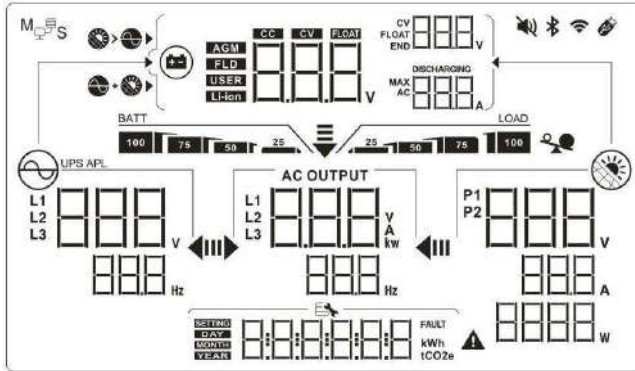 M S
CC CV FLOAT
AGM
FLD
USER
Li-ion
V
CV
FLOAT
END
V
DISCHARGING
MAX
AC
A
BATT
LOAD
100 75 50 25
25 50 75 100
UPS APL
AC OUTPUT
L1
L2
L3
V
Hz
L1
L2
L3
V
A
kw
Hz
P1
P2
V
A
W
SETTING
DAY
MONTH
YEAR
FAULT
kWh
tCO2e